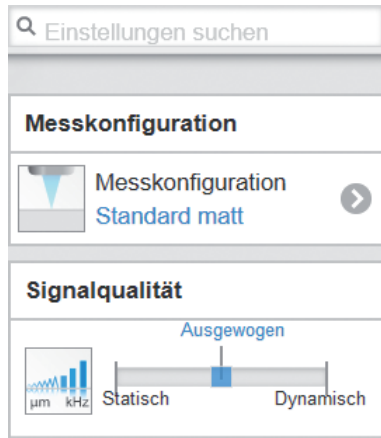 Einstellungen suchen
Messkonfiguration
Messkonfiguration
Standard matt
Signalqualität
Ausgewogen
µm kHz
Statisch Dynamisch